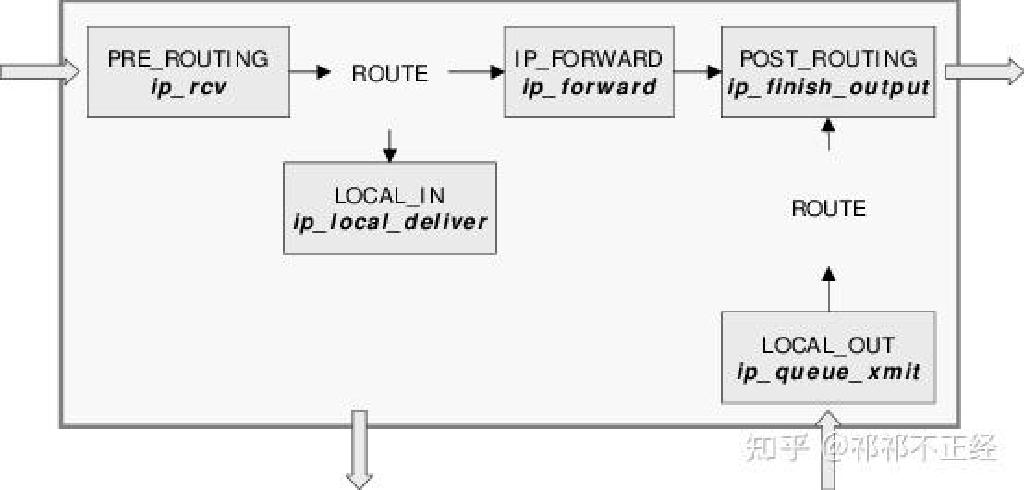 PRE_ROUTING
ip_rcv
ROUTE
IP_FORWARD
ip_forward
POST_ROUTING
ip_finish_output
LOCAL_IN
ip_local_deliver
ROUTE
LOCAL_OUT
ip_queue_xmit
知乎 @祁祁不正经